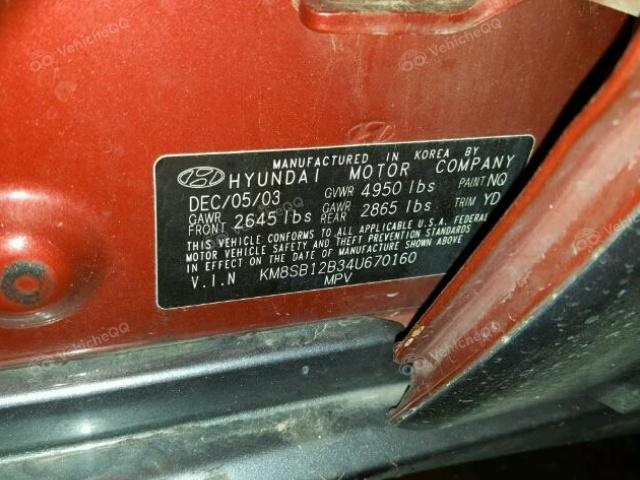 MANUFACTURED IN KOREA BY
HYUNDAI MOTOR COMPANY
DEC/05/03 GVWR 4950 lbs PAINT NQ
GAWR FRONT 2645 lbs GAWR REAR 2865 lbs TRIM YD
THIS VEHICLE CONFORMS TO ALL APPLICABLE U.S.A. FEDERAL
MOTOR VEHICLE SAFETY AND THEFT PREVENTION STANDARDS
IN EFFECT ON THE DATE OF MANUFACTURE SHOWN ABOVE.
V.I.N KM8SB12B34U670160
MPV
VehicleQQ